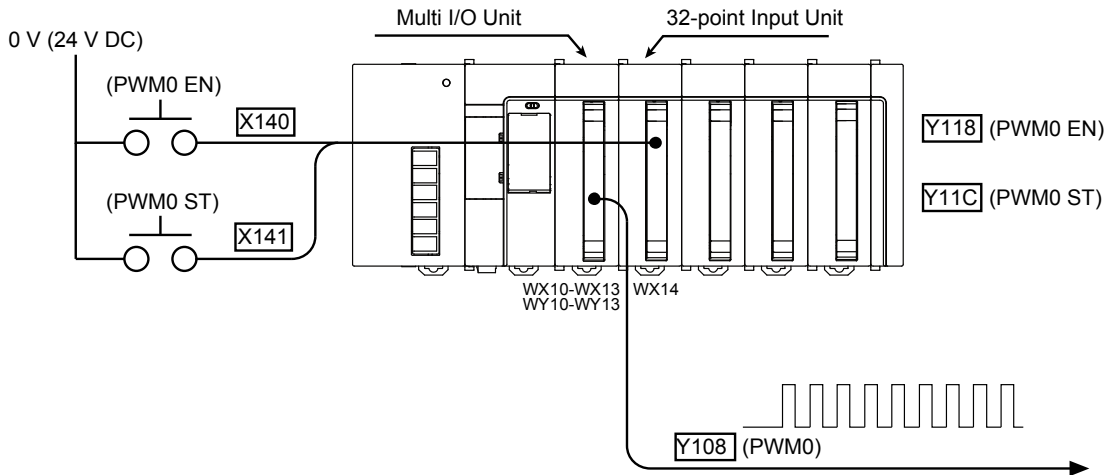 Multi I/O Unit
32-point Input Unit
0 V (24 V DC)
(PWM0 EN)
X140
(PWM0 ST)
X141
Y118 (PWM0 EN)
Y11C (PWM0 ST)
WX10-WX13
WY10-WY13
WX14
Y108 (PWM0)